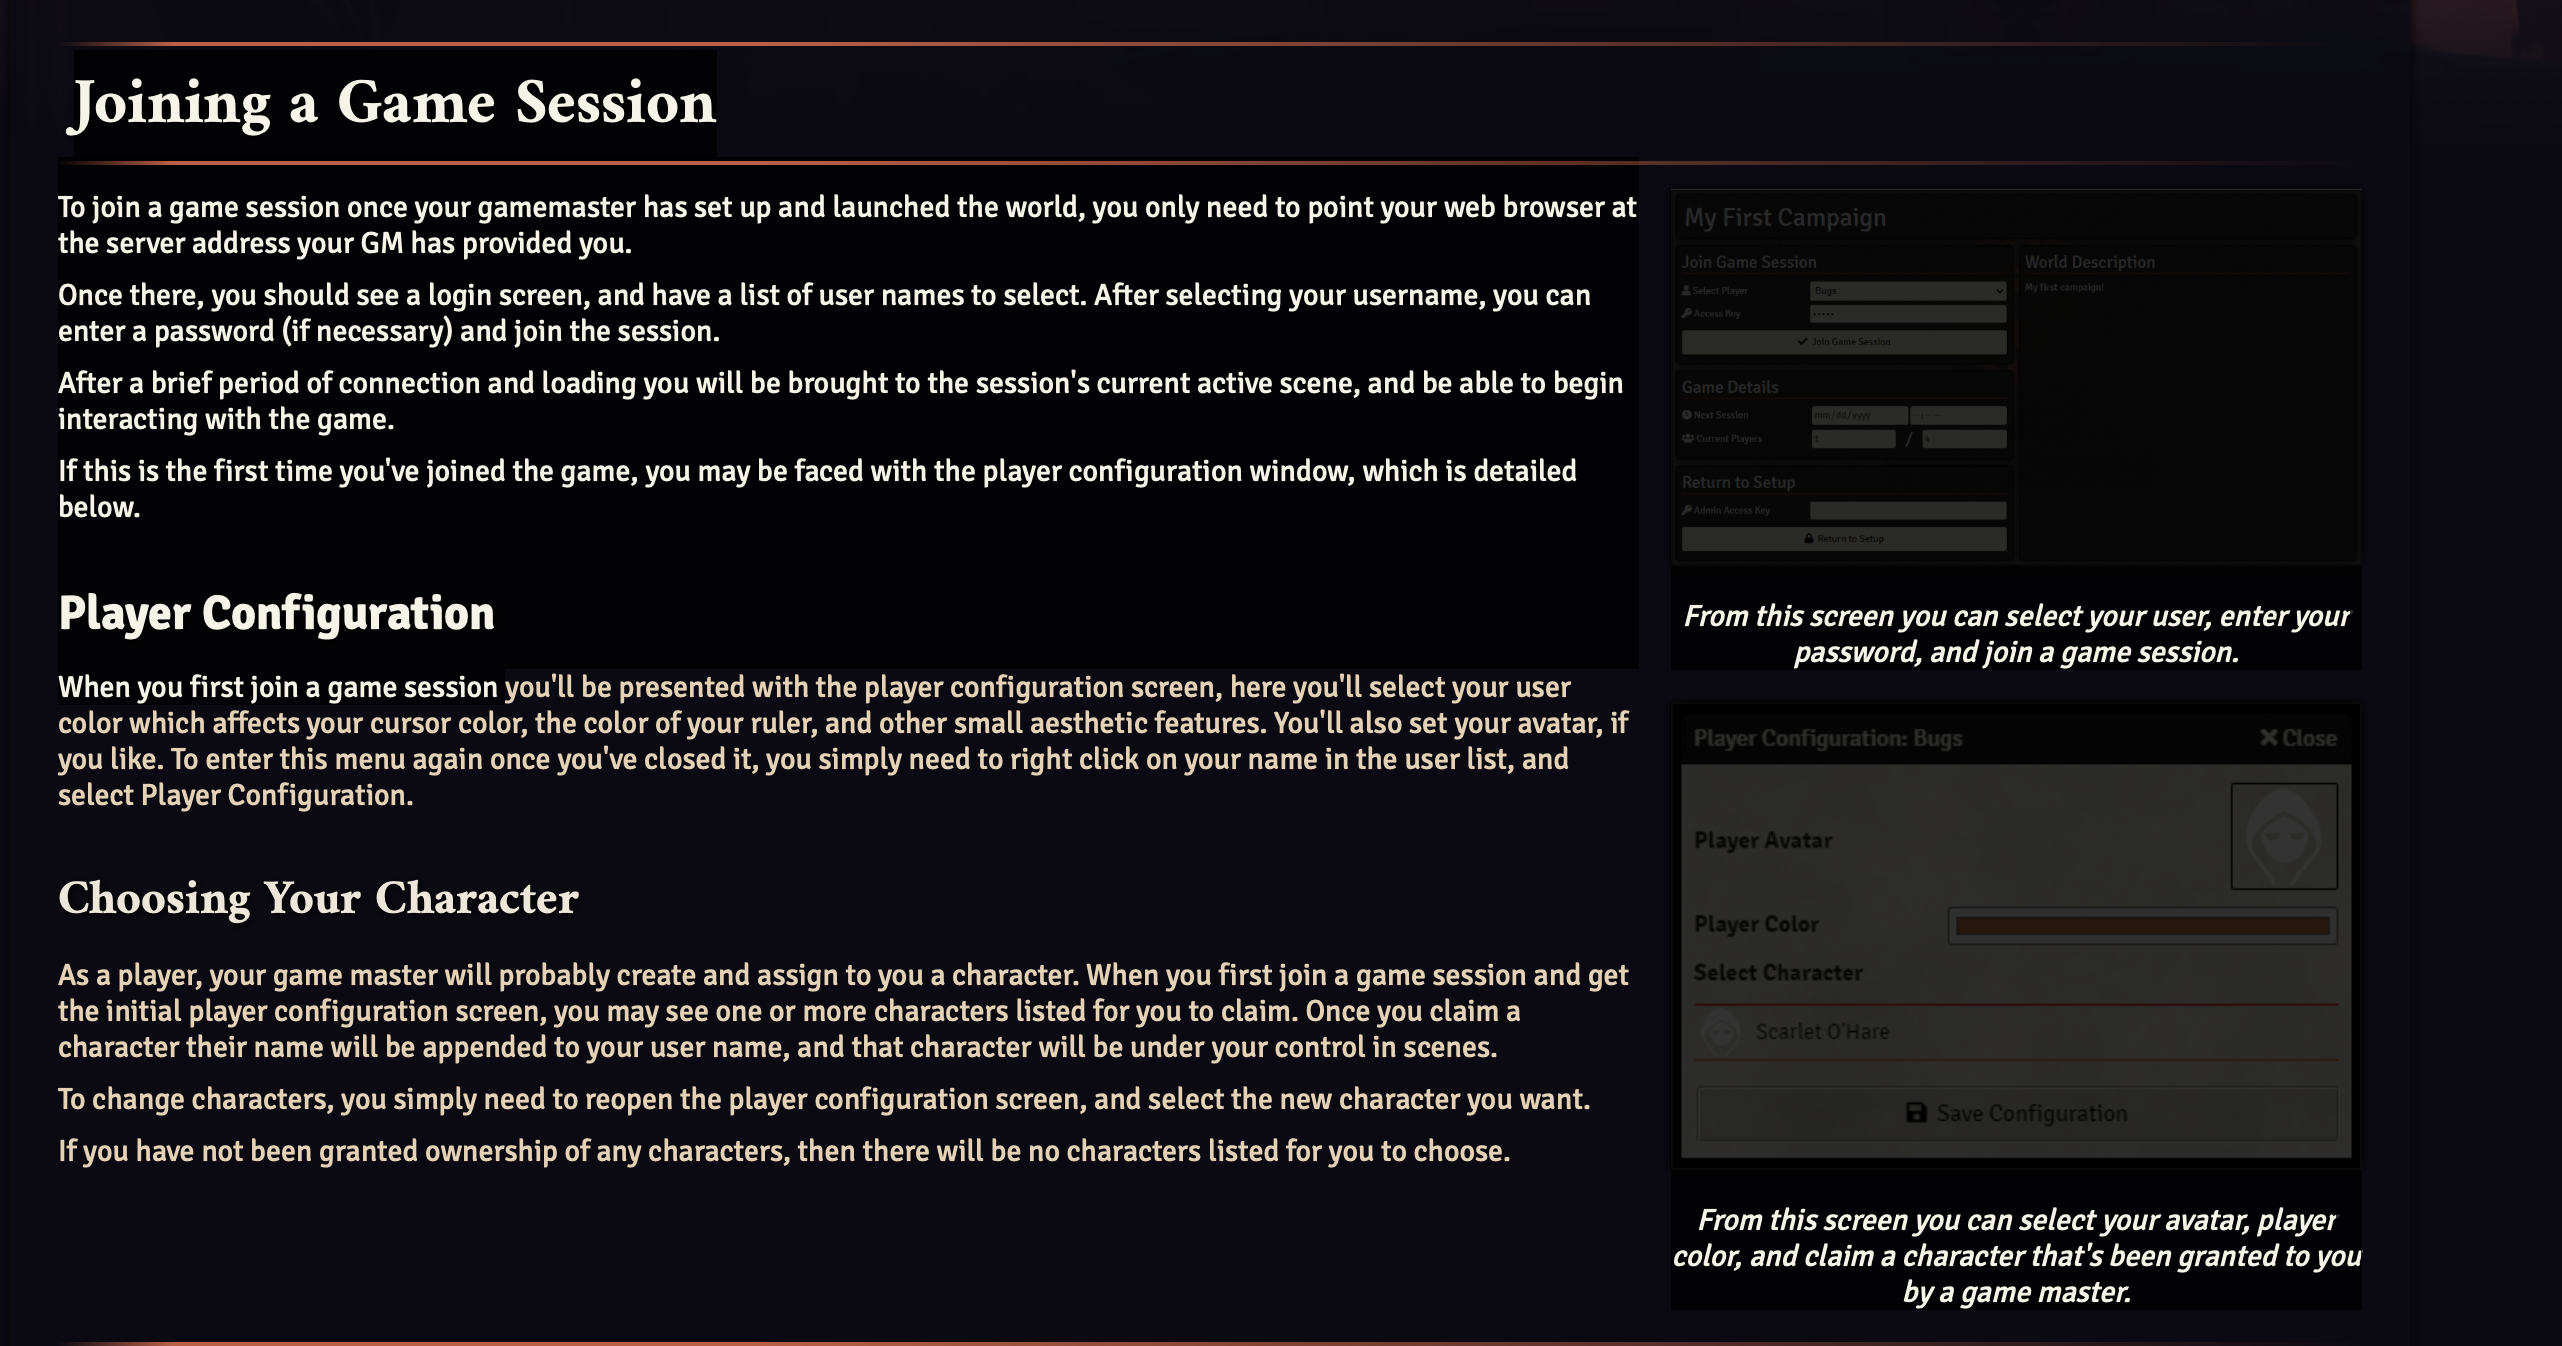 Joining a Game Session
To join a game session once your gamemaster has set up and launched the world, you only need to point your web browser at
the server address your GM has provided you.
Once there, you should see a login screen, and have a list of user names to select. After selecting your username, you can
enter a password (if necessary) and join the session.
After a brief period of connection and loading you will be brought to the session's current active scene, and be able to begin
interacting with the game.
If this is the first time you've joined the game, you may be faced with the player configuration window, which is detailed
below.
Player Configuration
When you first join a game session you'll be presented with the player configuration screen, here you'll select your user
color which affects your cursor color, the color of your ruler, and other small aesthetic features. You'll also set your avatar, if
you like. To enter this menu again once you've closed it, you simply need to right click on your name in the user list, and
select Player Configuration.
Choosing Your Character
As a player, your game master will probably create and assign to you a character. When you first join a game session and get
the initial player configuration screen, you may see one or more characters listed for you to claim. Once you claim a
character their name will be appended to your user name, and that character will be under your control in scenes.
To change characters, you simply need to reopen the player configuration screen, and select the new character you want.
If you have not been granted ownership of any characters, then there will be no characters listed for you to choose.
My First Campaign
Join Game Session
Select Player
Bugs
Access Key
•••••
Join Game Session
Game Details
Next Session
mm/dd/yyyy
Current Players
/
Return to Setup
Admin Access Key
Return to Setup
World Description
My first campaign!
From this screen you can select your user, enter your
password, and join a game session.
Player Configuration: Bugs
Close
Player Avatar
Player Color
Select Character
Scarlet O'Hare
Save Configuration
From this screen you can select your avatar, player
color, and claim a character that's been granted to you
by a game master.